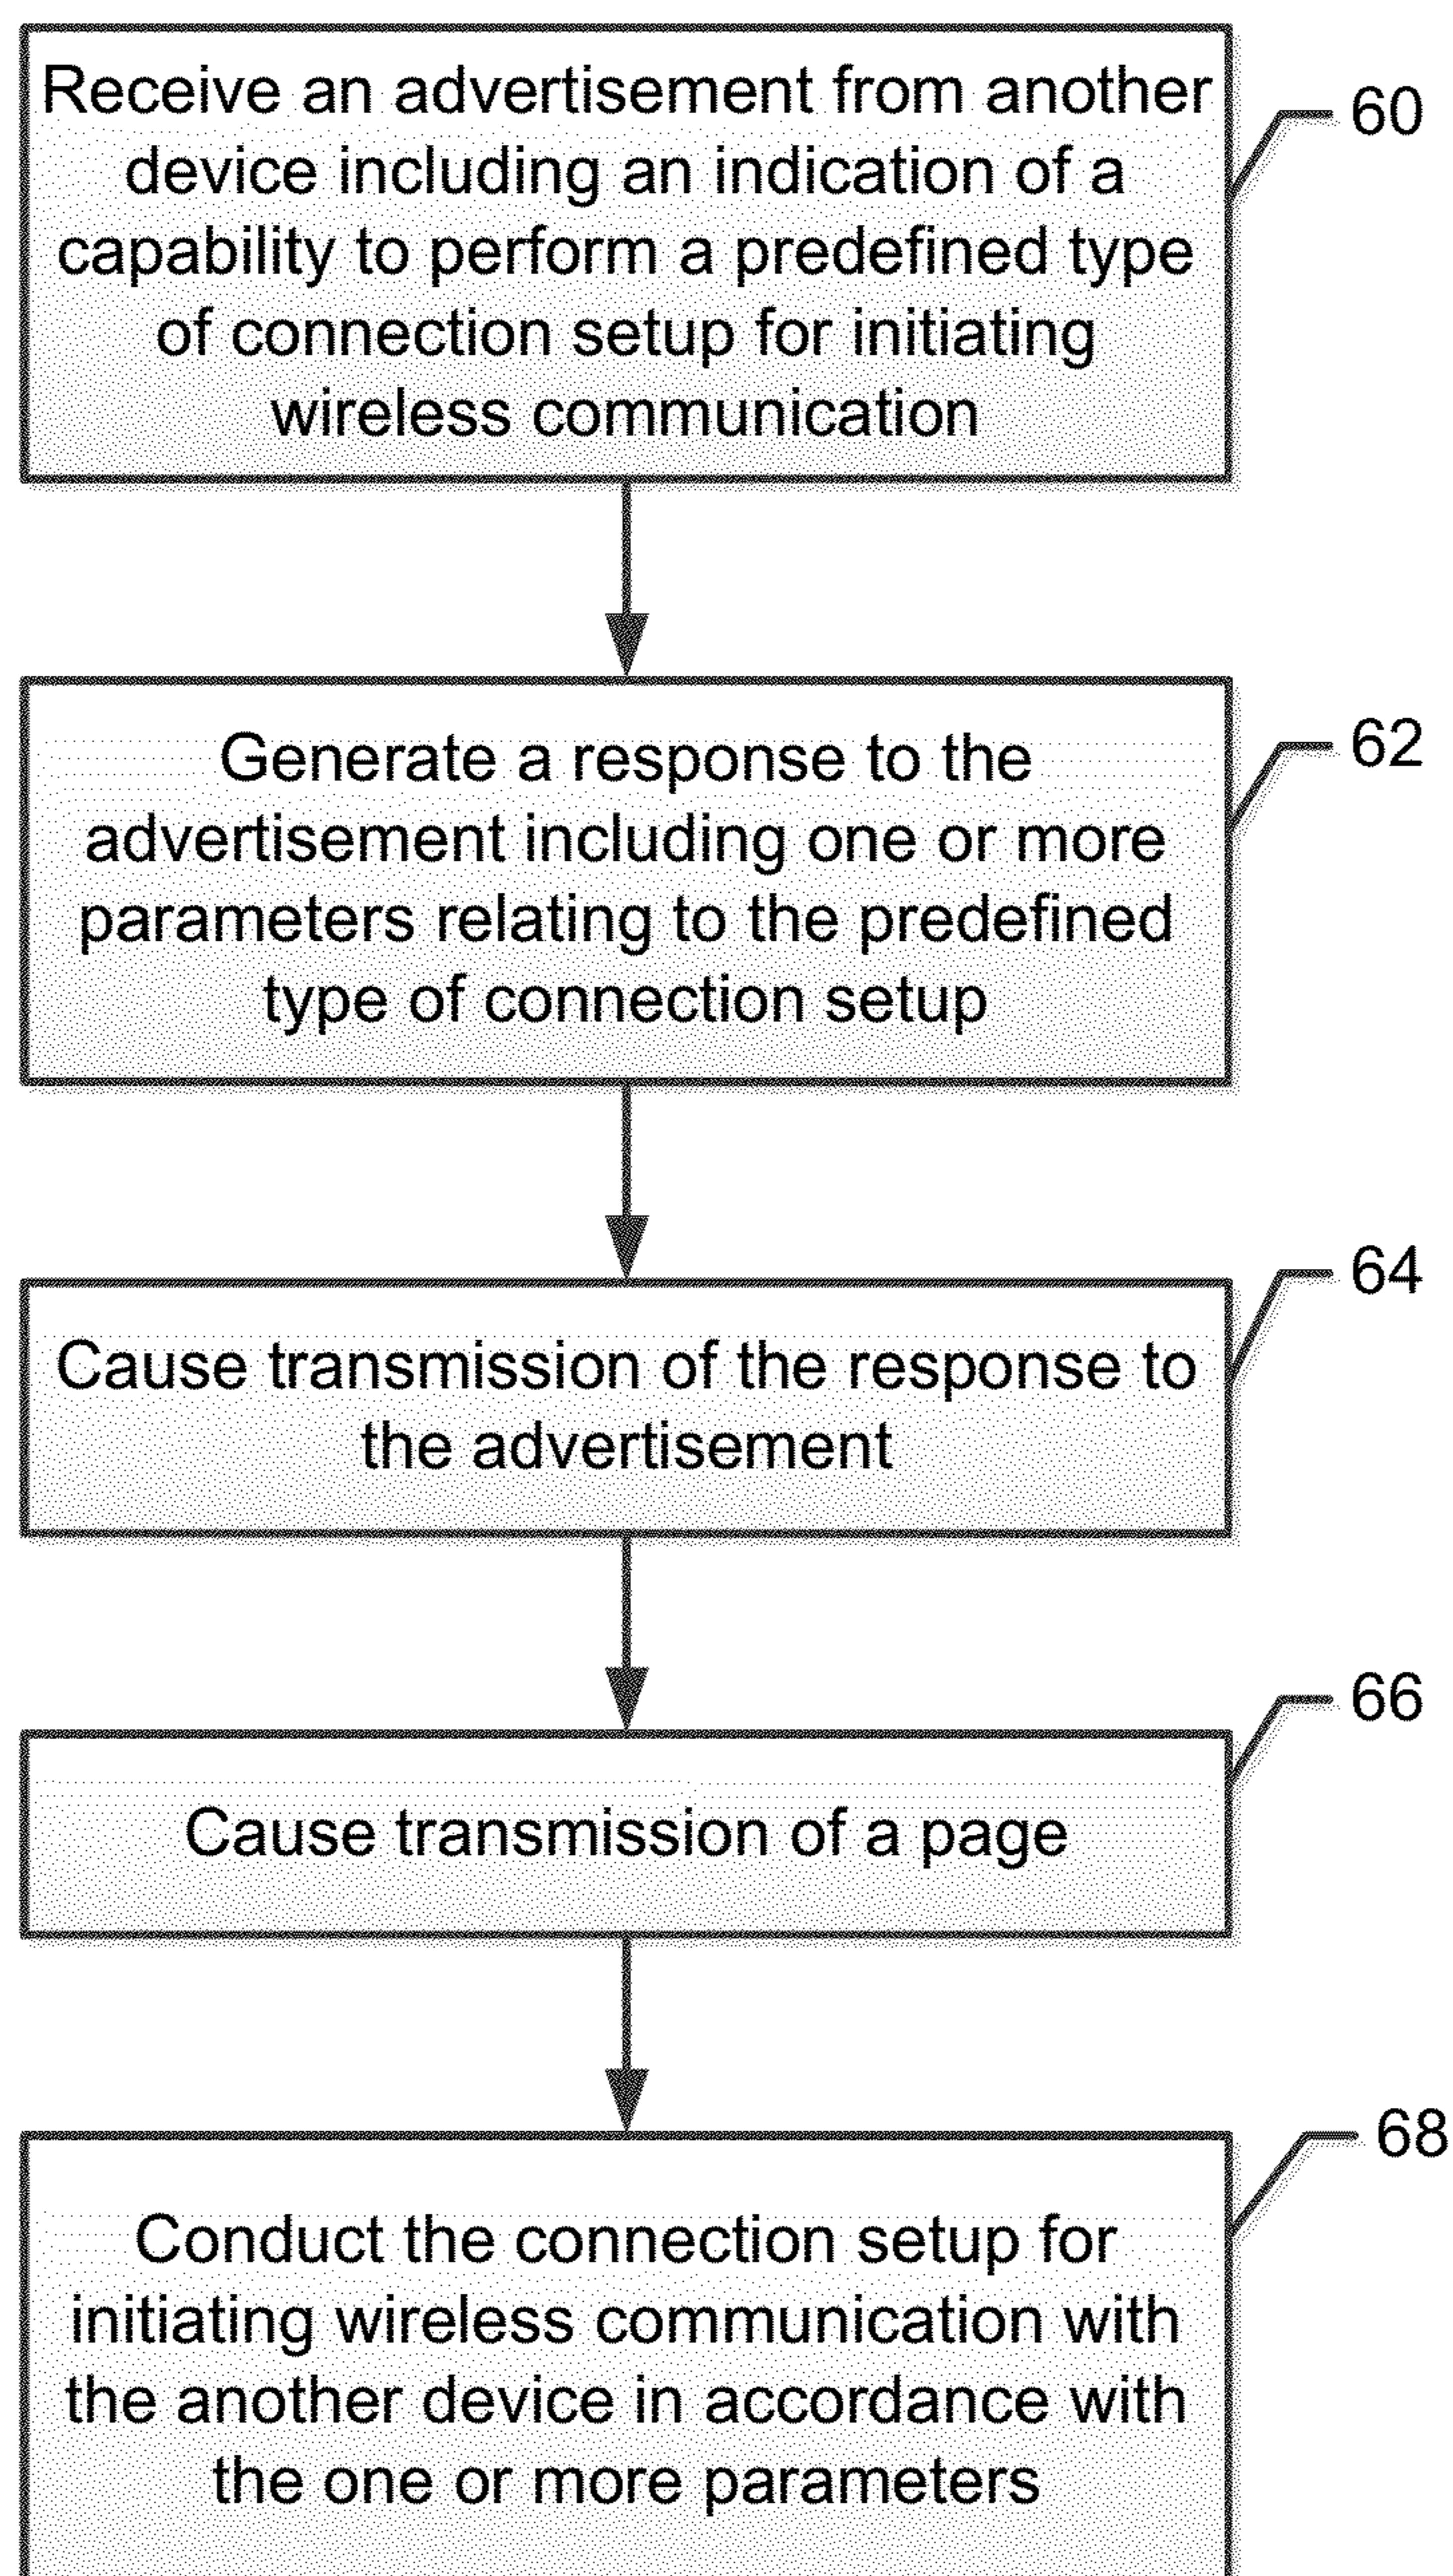 Receive an advertisement from another
device including an indication of a
capability to perform a predefined type
of connection setup for initiating
wireless communication
60
Generate a response to the
advertisement including one or more
parameters relating to the predefined
type of connection setup
62
Cause transmission of the response to
the advertisement
64
Cause transmission of a page
66
Conduct the connection setup for
initiating wireless communication with
the another device in accordance with
the one or more parameters
68